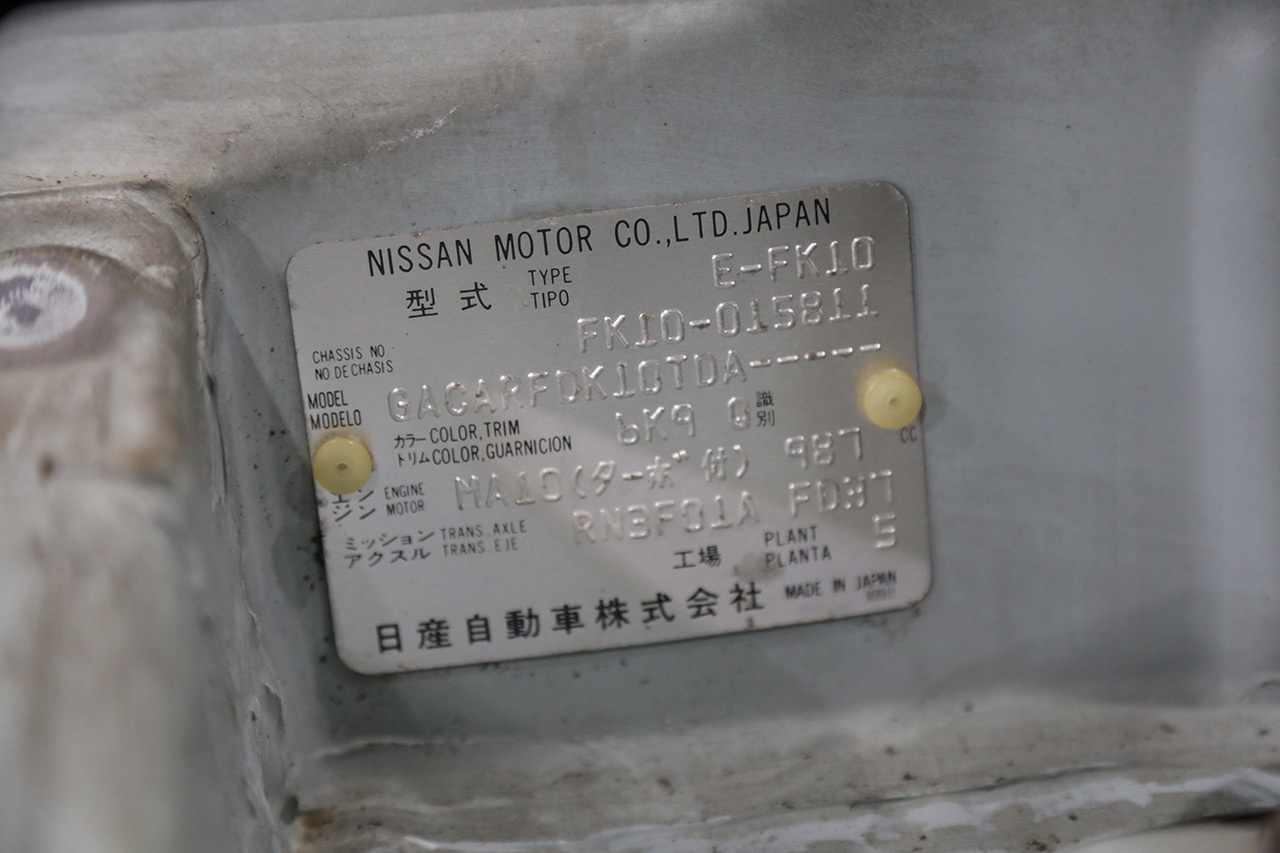 NISSAN MOTOR CO.,LTD.JAPAN
型式 TYPE TIPO E-FK10
CHASSIS NO. NO DE CHASIS FK10-015811
MODEL MODELO GACARFDK10TDA-----
カラー COLOR,TRIM
トリム COLOR,GUARNICION 6K9 G 識別
エンジン ENGINE MOTOR MA10(ターボ付) 987 CC
ミッション TRANS.AXLE
アクスル TRANS.EJE RN3F01A FD37
工場 PLANT PLANTA 5
日産自動車株式会社 MADE IN JAPAN